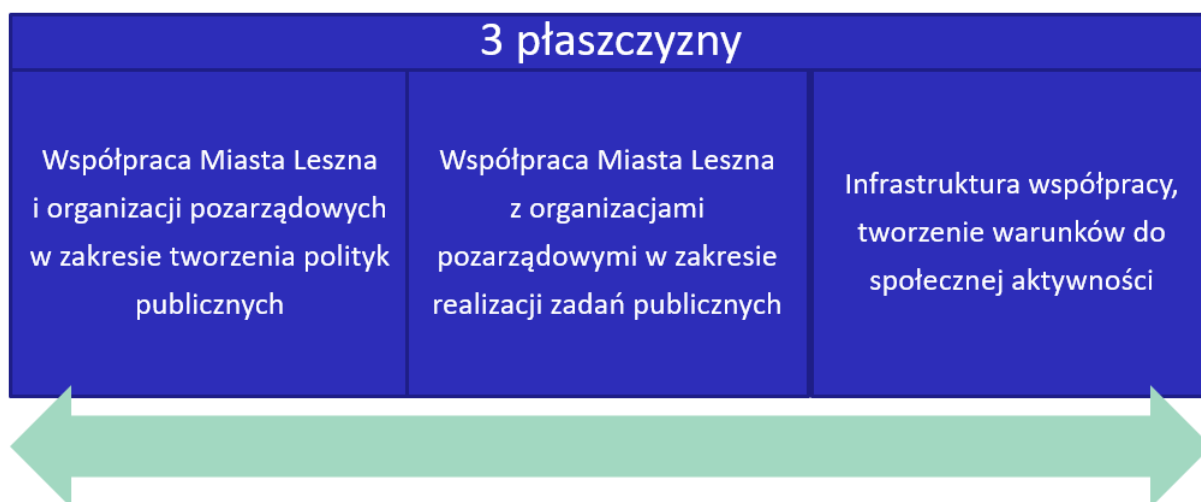 3 płaszczyzny
Współpraca Miasta Leszna
i organizacji pozarządowych
w zakresie tworzenia polityk
publicznych
Współpraca Miasta Leszna
z organizacjami
pozarządowymi w zakresie
realizacji zadań publicznych
Infrastruktura współpracy,
tworzenie warunków do
społecznej aktywności